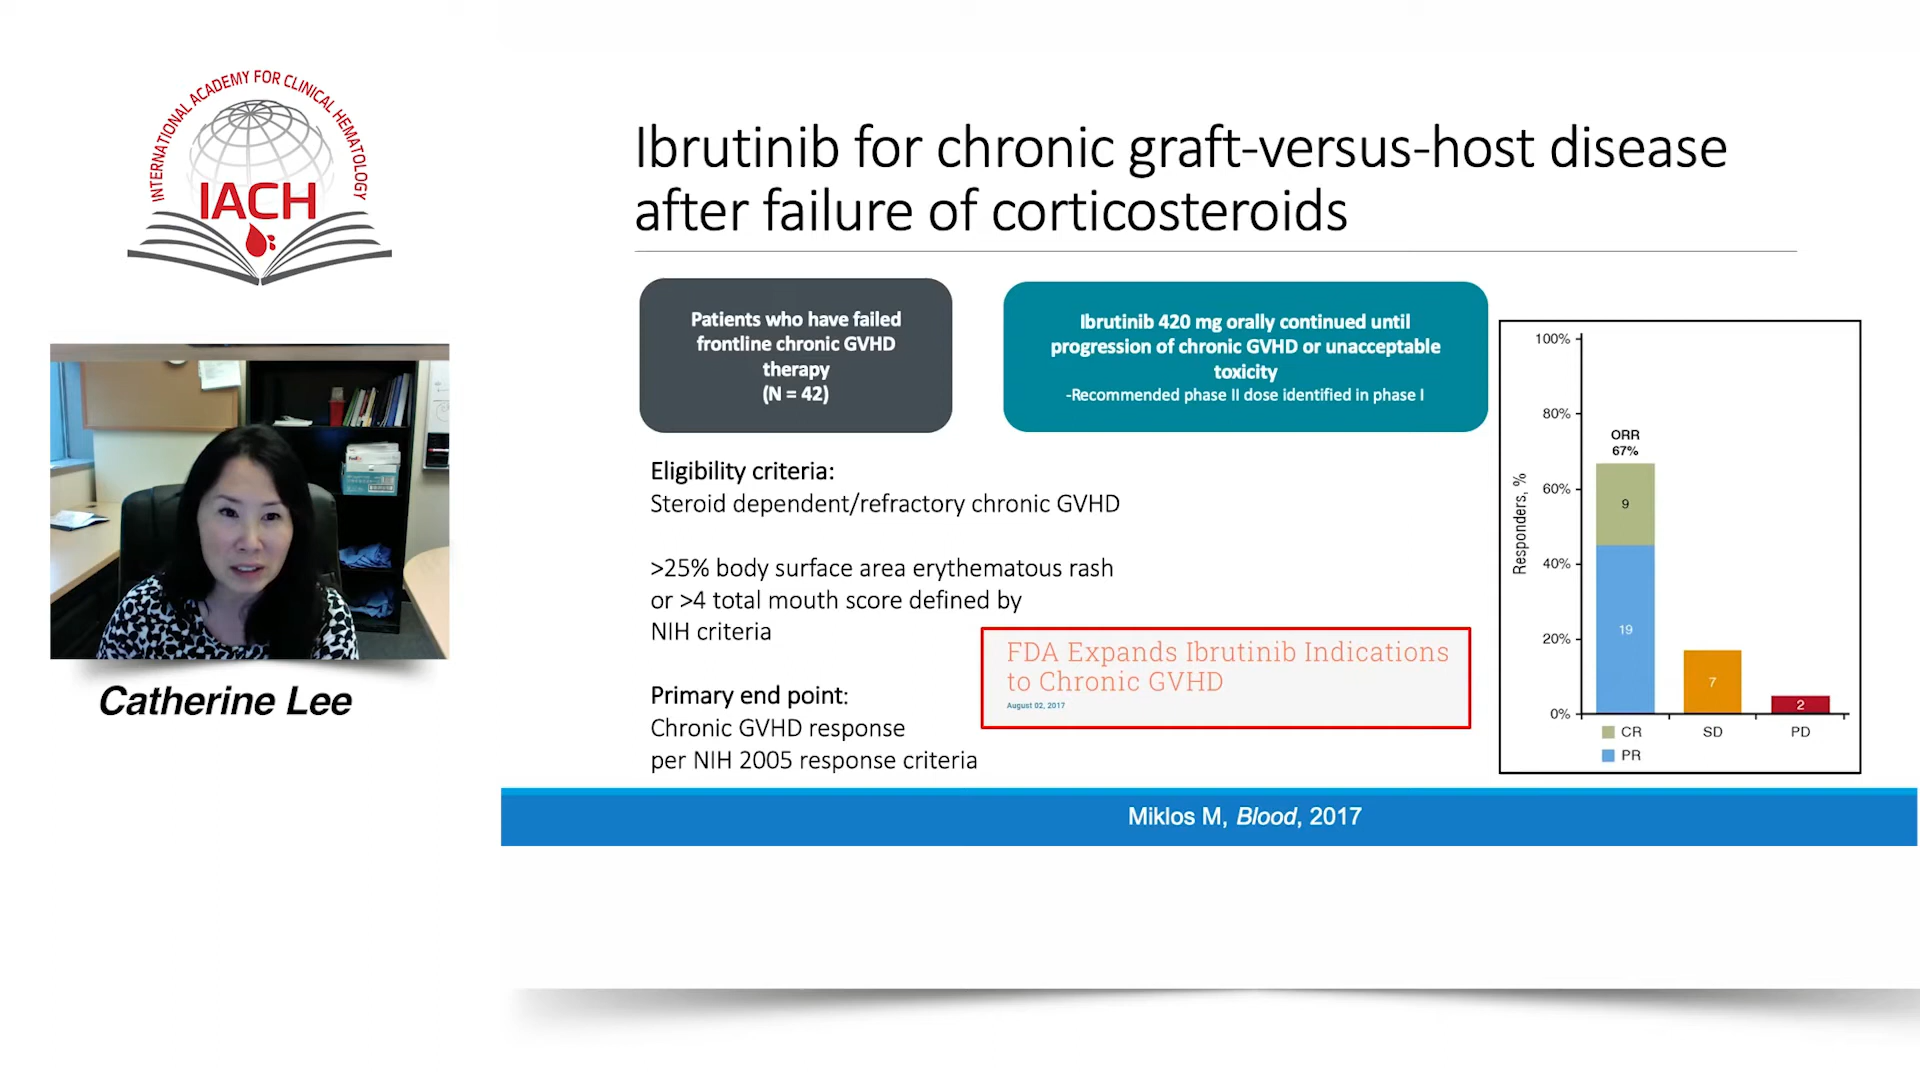 INTERNATIONAL ACADEMY FOR CLINICAL HEMATOLOGY
IACH
Catherine Lee
Ibrutinib for chronic graft-versus-host disease
after failure of corticosteroids
Patients who have failed
frontline chronic GVHD
therapy
(N = 42)
Ibrutinib 420 mg orally continued until
progression of chronic GVHD or unacceptable
toxicity
-Recommended phase II dose identified in phase I
Eligibility criteria:
Steroid dependent/refractory chronic GVHD
>25% body surface area erythematous rash
or >4 total mouth score defined by
NIH criteria
Primary end point:
Chronic GVHD response
per NIH 2005 response criteria
FDA Expands Ibrutinib Indications
to Chronic GVHD
August 02, 2017
Responders, %
100%
80%
60%
40%
20%
0%
ORR
67%
9
19
7
2
CR
PR
SD
PD
Miklos M, Blood, 2017